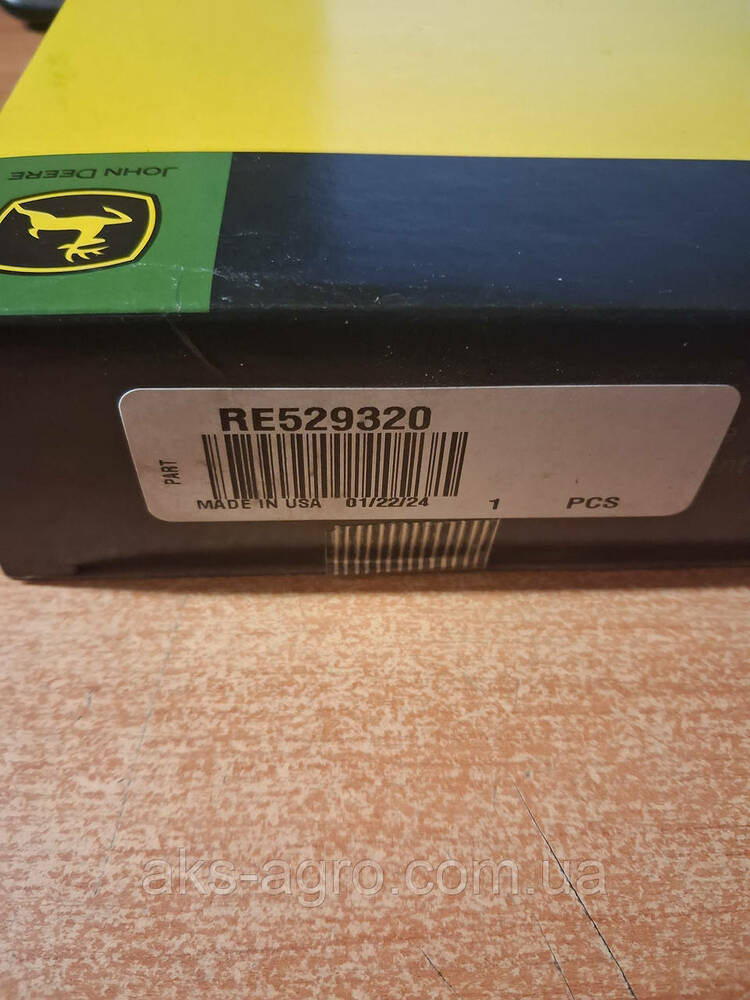 JOHN DEERE
RE529320
PART
MADE IN USA 01/22/24 1 PCS
aks-agro.com.ua